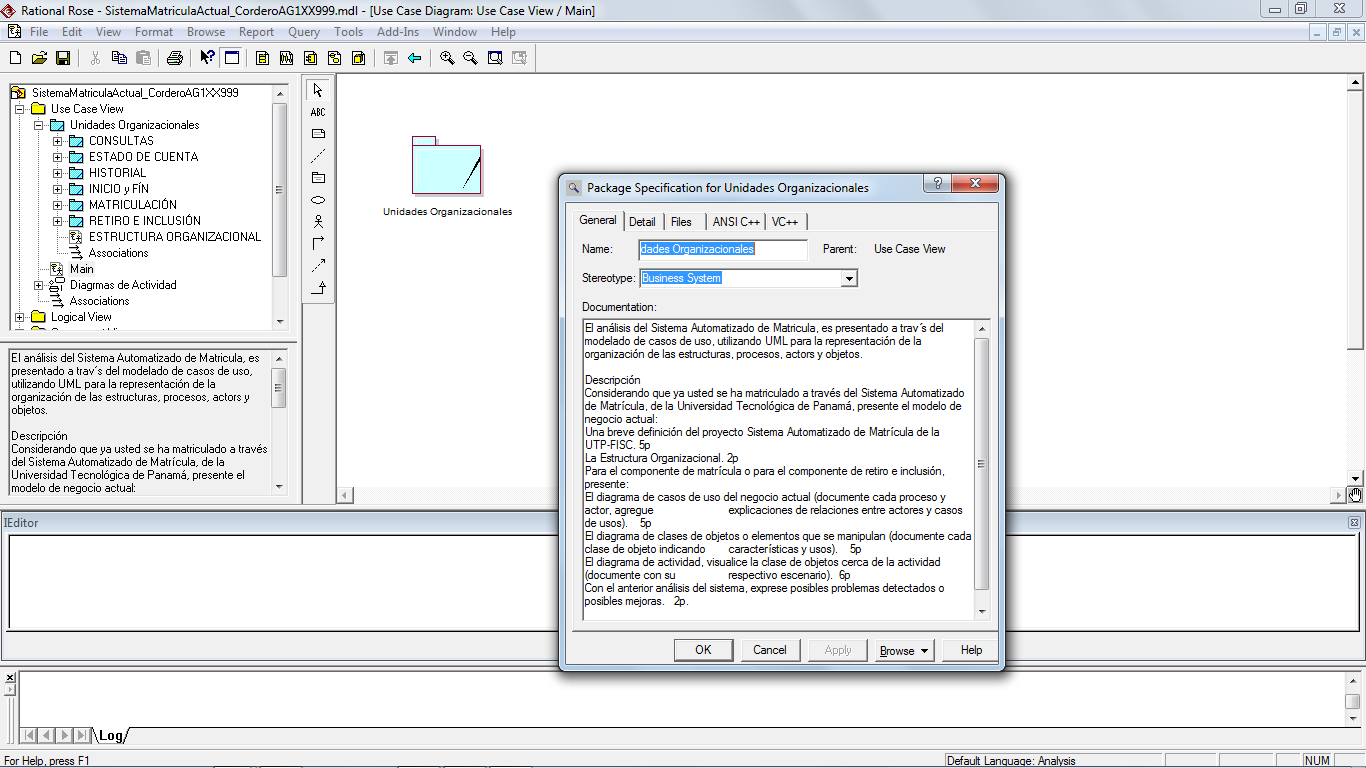 Rational Rose - SistemaMatriculaActual_CorderoAG1XX999.mdl - [Use Case Diagram: Use Case View / Main]
File Edit View Format Browse Report Query Tools Add-Ins Window Help
SistemaMatriculaActual_CorderoAG1XX999
Use Case View
Unidades Organizacionales
CONSULTAS
ESTADO DE CUENTA
HISTORIAL
INICIO y FÍN
MATRICULACIÓN
RETIRO E INCLUSIÓN
ESTRUCTURA ORGANIZACIONAL
Associations
Main
Diagrmas de Actividad
Associations
Logical View
El análisis del Sistema Automatizado de Matricula, es
presentado a trav´s del modelado de casos de uso,
utilizando UML para la representación de la
organización de las estructuras, procesos, actors y
objetos.
Descripción
Considerando que ya usted se ha matriculado a través
del Sistema Automatizado de Matrícula, de la
Universidad Tecnológica de Panamá, presente el
modelo de negocio actual:
ABC
Unidades Organizacionales
Package Specification for Unidades Organizacionales
General Detail Files ANSI C++ VC++
Name: dades Organizacionales Parent: Use Case View
Stereotype: Business System
Documentation:
El análisis del Sistema Automatizado de Matricula, es presentado a trav´s del
modelado de casos de uso, utilizando UML para la representación de la
organización de las estructuras, procesos, actors y objetos.
Descripción
Considerando que ya usted se ha matriculado a través del Sistema Automatizado
de Matrícula, de la Universidad Tecnológica de Panamá, presente el modelo de
negocio actual:
Una breve definición del proyecto Sistema Automatizado de Matrícula de la
UTP-FISC. 5p
La Estructura Organizacional. 2p
Para el componente de matrícula o para el componente de retiro e inclusión,
presente:
El diagrama de casos de uso del negocio actual (documente cada proceso y
actor, agregue explicaciones de relaciones entre actores y casos
de usos). 5p
El diagrama de clases de objetos o elementos que se manipulan (documente cada
clase de objeto indicando características y usos). 5p
El diagrama de actividad, visualice la clase de objetos cerca de la actividad
(documente con su respectivo escenario). 6p
Con el anterior análisis del sistema, exprese posibles problemas detectados o
posibles mejoras. 2p.
OK Cancel Apply Browse Help
IEditor
Log
For Help, press F1
Default Language: Analysis
NUM